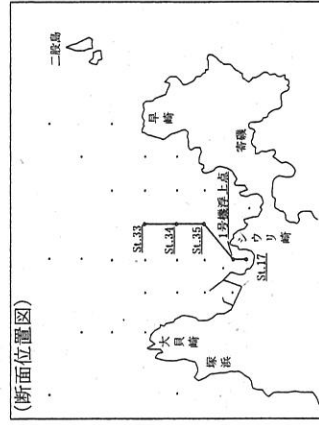 (断面位置図)
二股島
早崎
寄磯
St.33
St.34
St.35
1号機浮上点
シウリ崎
St.17
大貝崎
塚浜